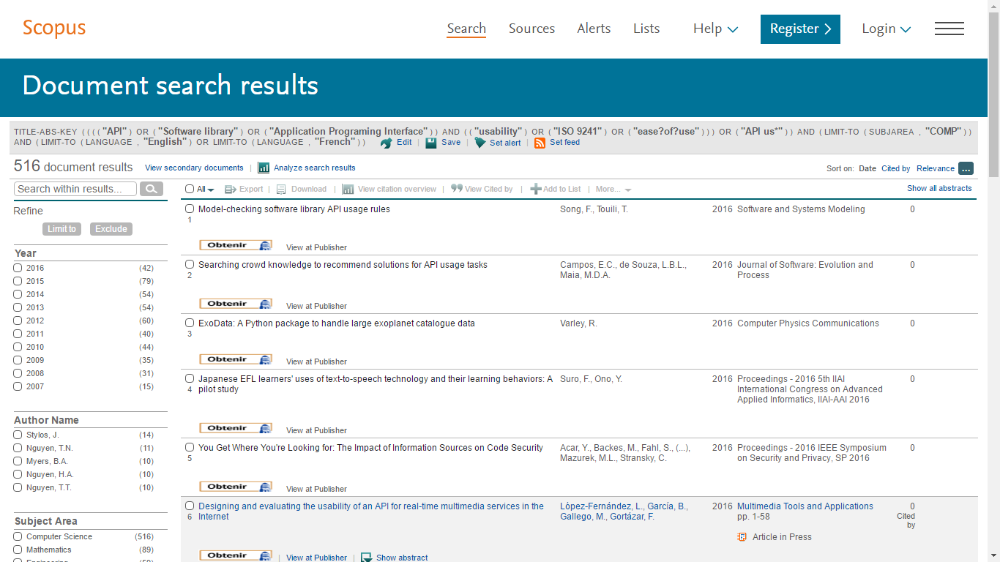 Scopus
Search Sources Alerts Lists Help Register Login
Document search results
TITLE-ABS-KEY ( ( ( ( "API" ) OR ( "Software library" ) OR ( "Application Programing Interface" ) ) AND ( ( "usability" ) OR ( "ISO 9241" ) OR ( "ease?of?use" ) ) ) OR ( "API us*" ) ) AND ( LIMIT-TO ( SUBJAREA , "COMP" ) )
AND ( LIMIT-TO ( LANGUAGE , "English" ) OR LIMIT-TO ( LANGUAGE , "French" ) ) Edit | Save | Set alert | Set feed
516 document results View secondary documents | Analyze search results Sort on: Date Cited by Relevance ...
Search within results...
All Export | Download | View citation overview | View Cited by | Add to List | More... Show all abstracts
Refine
Limit to Exclude
Year
2016 (42)
2015 (79)
2014 (54)
2013 (54)
2012 (60)
2011 (40)
2010 (44)
2009 (35)
2008 (31)
2007 (15)
Author Name
Stylos, J. (14)
Nguyen, T.N. (11)
Myers, B.A. (10)
Nguyen, H.A. (10)
Nguyen, T.T. (10)
Subject Area
Computer Science (516)
Mathematics (89)
1 Model-checking software library API usage rules Song, F., Touili, T. 2016 Software and Systems Modeling 0
Obtenir View at Publisher
2 Searching crowd knowledge to recommend solutions for API usage tasks Campos, E.C., de Souza, L.B.L., 2016 Journal of Software: Evolution and 0
Maia, M.D.A. Process
Obtenir View at Publisher
3 ExoData: A Python package to handle large exoplanet catalogue data Varley, R. 2016 Computer Physics Communications 0
Obtenir View at Publisher
4 Japanese EFL learners' uses of text-to-speech technology and their learning behaviors: A Suro, F., Ono, Y. 2016 Proceedings - 2016 5th IIAI 0
pilot study International Congress on Advanced
Applied Informatics, IIAI-AAI 2016
Obtenir View at Publisher
5 You Get Where You're Looking for: The Impact of Information Sources on Code Security Acar, Y., Backes, M., Fahl, S., (...), 2016 Proceedings - 2016 IEEE Symposium 0
Mazurek, M.L., Stransky, C. on Security and Privacy, SP 2016
Obtenir View at Publisher
6 Designing and evaluating the usability of an API for real-time multimedia services in the López-Fernández, L., García, B., 2016 Multimedia Tools and Applications 0
Internet Gallego, M., Gortázar, F. pp. 1-58 Cited
by
Article in Press
Obtenir | View at Publisher | Show abstract